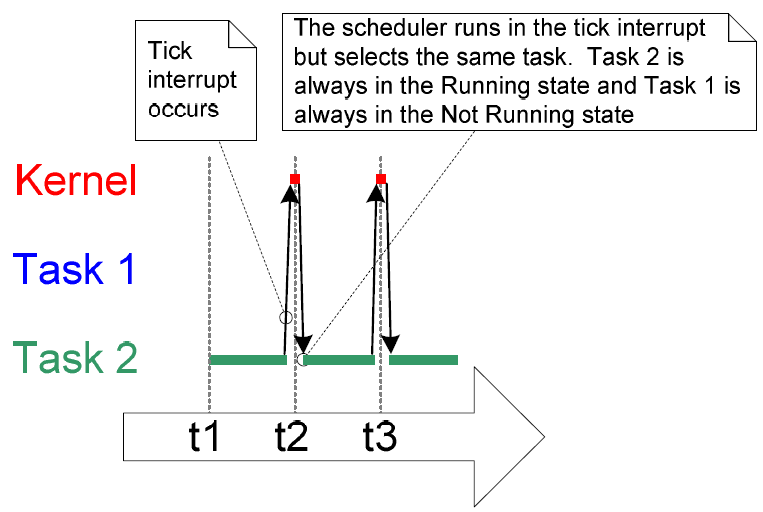 Tick
interrupt
occurs
The scheduler runs in the tick interrupt
but selects the same task.  Task 2 is
always in the Running state and Task 1 is
always in the Not Running state
Kernel
Task 1
Task 2
t1 t2 t3